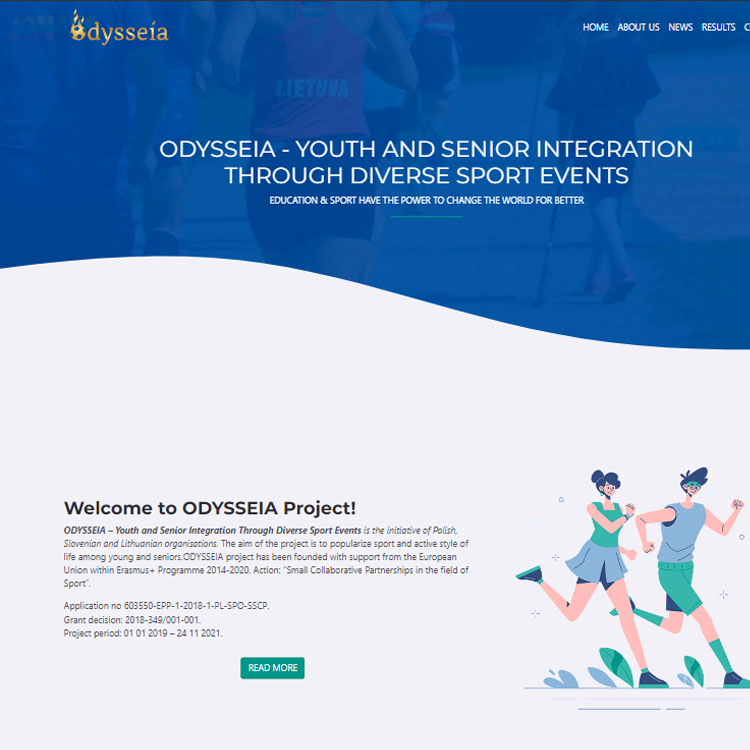 Odysseia
HOME ABOUT US NEWS RESULTS C
LIETUVA
ODYSSEIA - YOUTH AND SENIOR INTEGRATION
THROUGH DIVERSE SPORT EVENTS
EDUCATION & SPORT HAVE THE POWER TO CHANGE THE WORLD FOR BETTER
Welcome to ODYSSEIA Project!
ODYSSEIA – Youth and Senior Integration Through Diverse Sport Events is the initiative of Polish,
Slovenian and Lithuanian organisations. The aim of the project is to popularize sport and active style of
life among young and seniors.ODYSSEIA project has been founded with support from the European
Union within Erasmus+ Programme 2014-2020, Action: "Small Collaborative Partnerships in the field of
Sport".
Application no 603550-EPP-1-2018-1-PL-SPO-SSCP.
Grant decision: 2018-349/001-001.
Project period: 01 01 2019 – 24 11 2021.
READ MORE